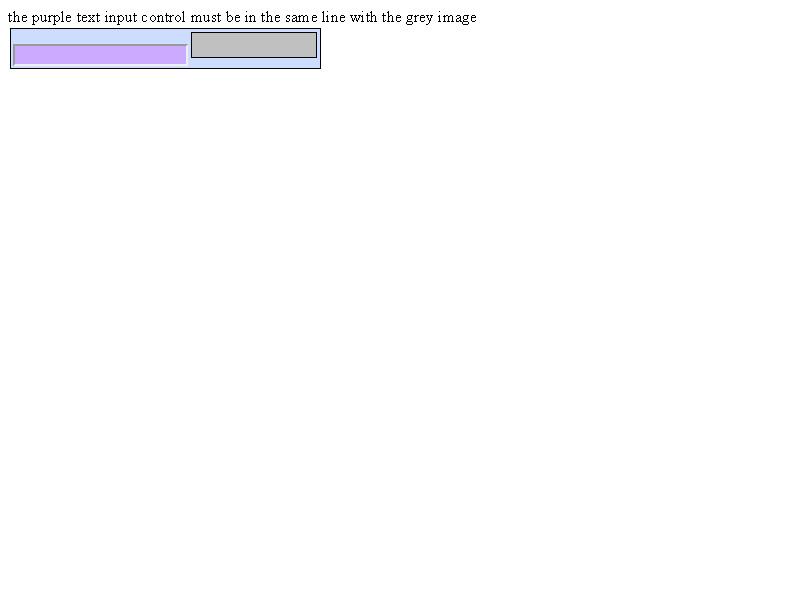 the purple text input control must be in the same line with the grey image